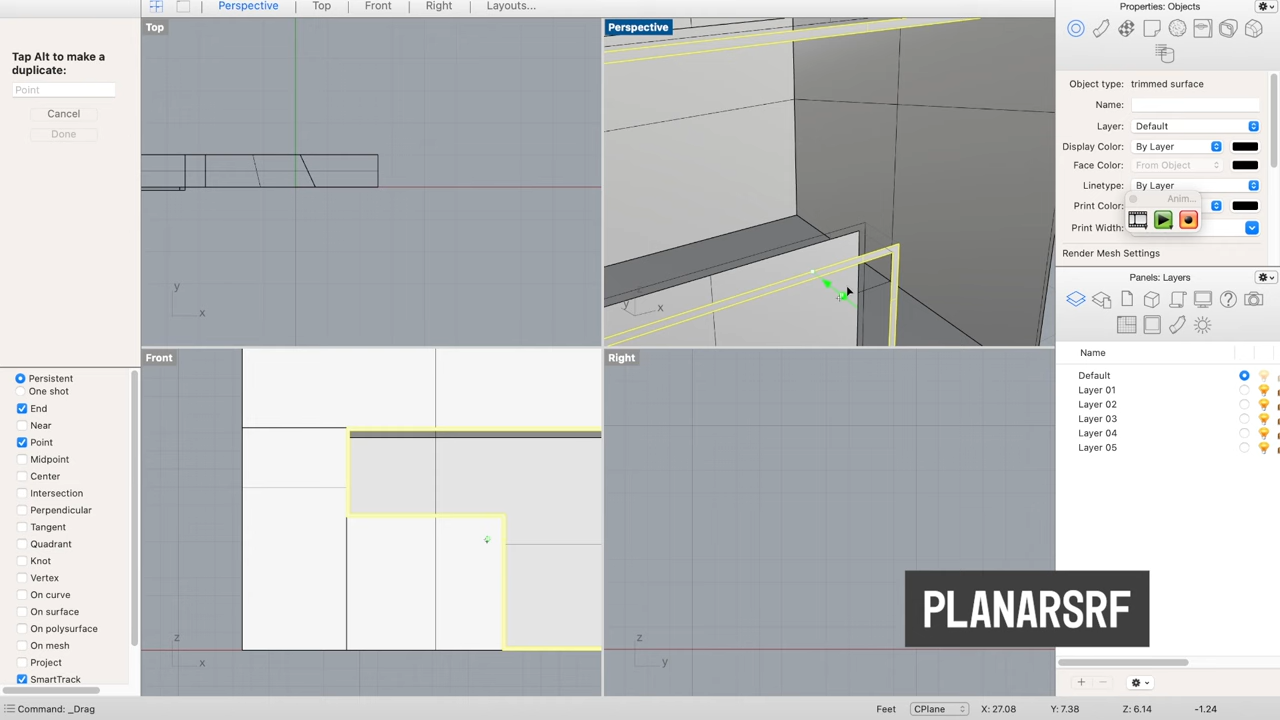 Perspective
Top
Front
Right
Layouts...
Tap Alt to make a
duplicate:
Point
Cancel
Done
Persistent
One shot
End
Near
Point
Midpoint
Center
Intersection
Perpendicular
Tangent
Quadrant
Knot
Vertex
On curve
On surface
On polysurface
On mesh
Project
SmartTrack
Top
y
x
Perspective
y
x
Front
z
x
Right
z
y
PLANARSRF
Properties: Objects
Object type: trimmed surface
Name:
Layer: Default
Display Color: By Layer
Face Color: From Object
Linetype: By Layer
Anim...
Print Color:
Print Width:
Render Mesh Settings
Panels: Layers
Name
Default
Layer 01
Layer 02
Layer 03
Layer 04
Layer 05
Command: _Drag
Feet
CPlane
X: 27.08
Y: 7.38
Z: 6.14
-1.24